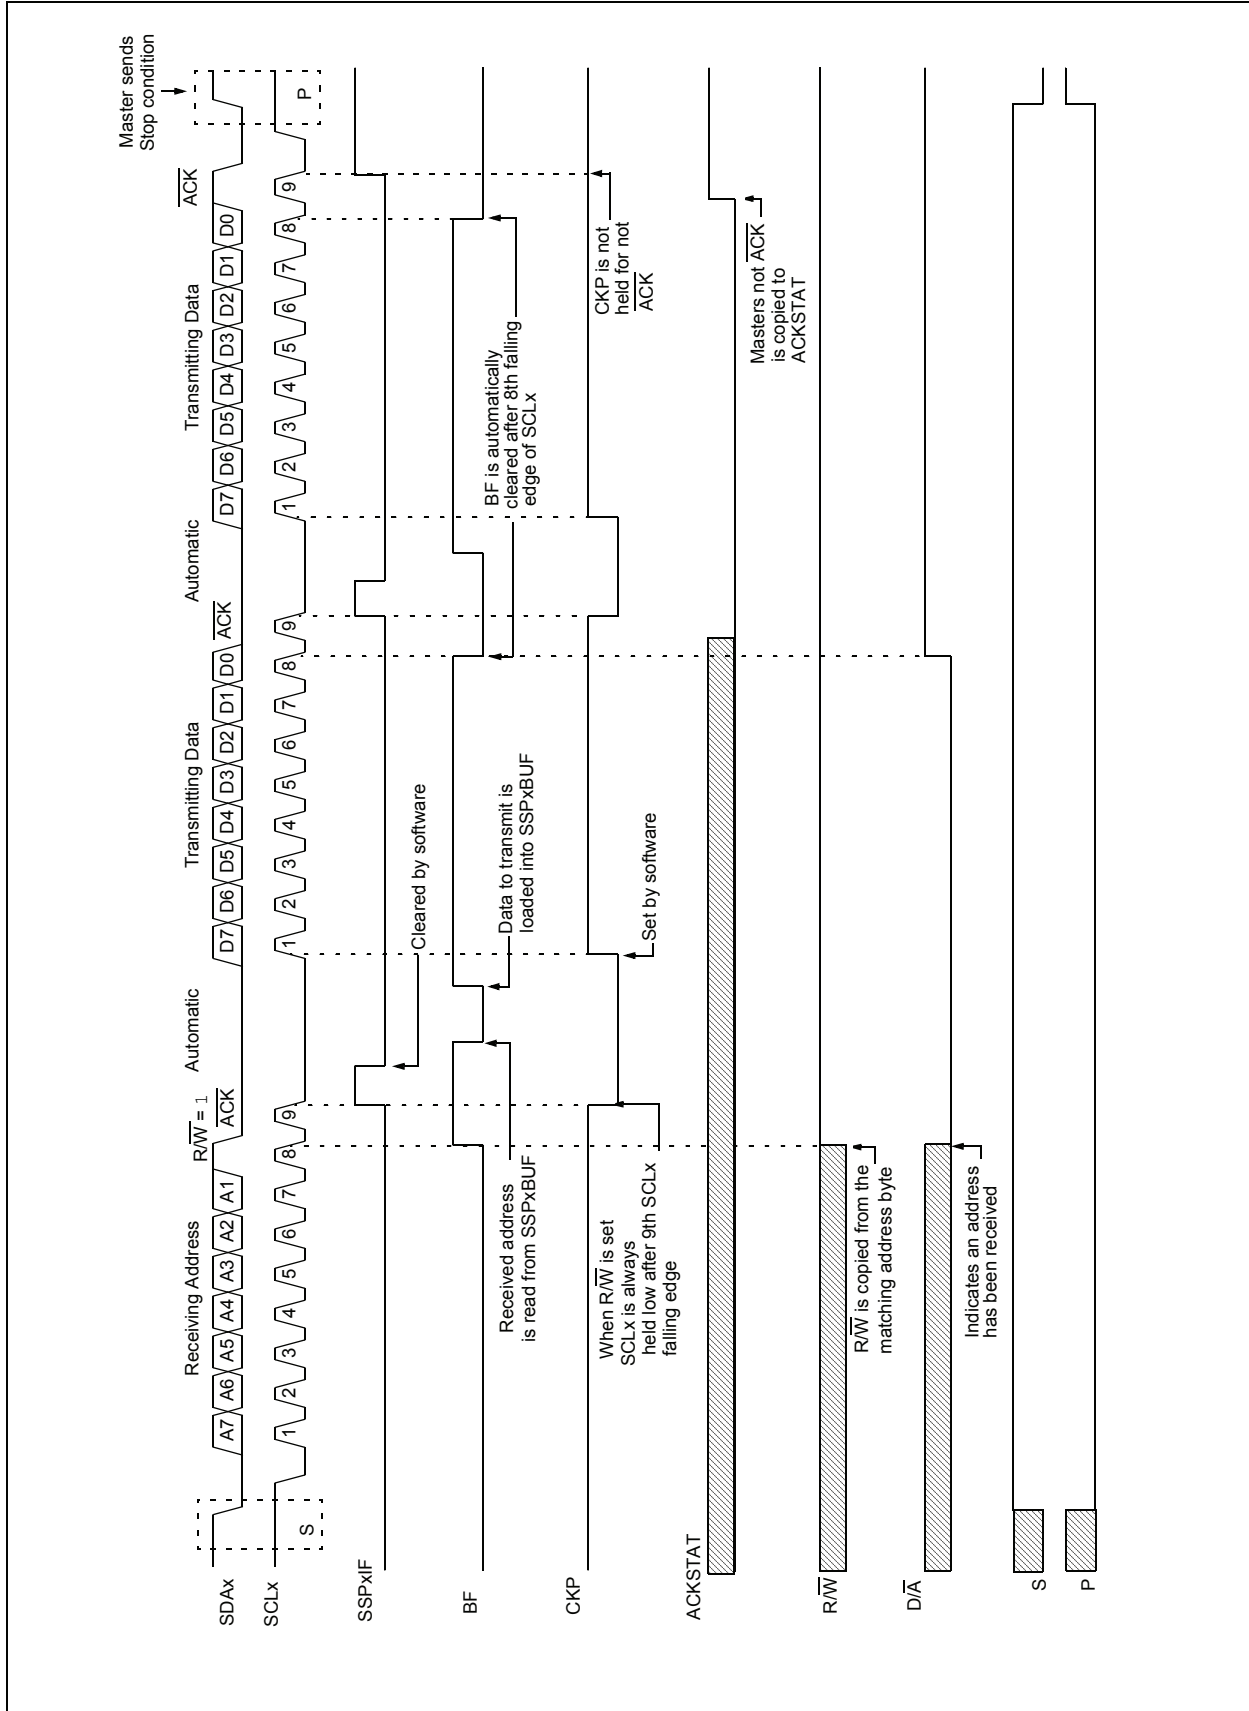 Master sends
Stop condition
Receiving Address
R/W = 1
ACK
Automatic
Transmitting Data
ACK
Automatic
Transmitting Data
ACK
SDAx
A7 A6 A5 A4 A3 A2 A1
D7 D6 D5 D4 D3 D2 D1 D0
D7 D6 D5 D4 D3 D2 D1 D0
SCLx
S
1 2 3 4 5 6 7 8 9
1 2 3 4 5 6 7 8 9
1 2 3 4 5 6 7 8 9
P
SSPxIF
Cleared by software
BF
Received address
is read from SSPxBUF
Data to transmit is
loaded into SSPxBUF
BF is automatically
cleared after 8th falling
edge of SCLx
CKP
When R/W is set
SCLx is always
held low after 9th SCLx
falling edge
Set by software
CKP is not
held for not
ACK
ACKSTAT
Masters not ACK
is copied to
ACKSTAT
R/W
R/W is copied from the
matching address byte
D/A
Indicates an address
has been received
S
P